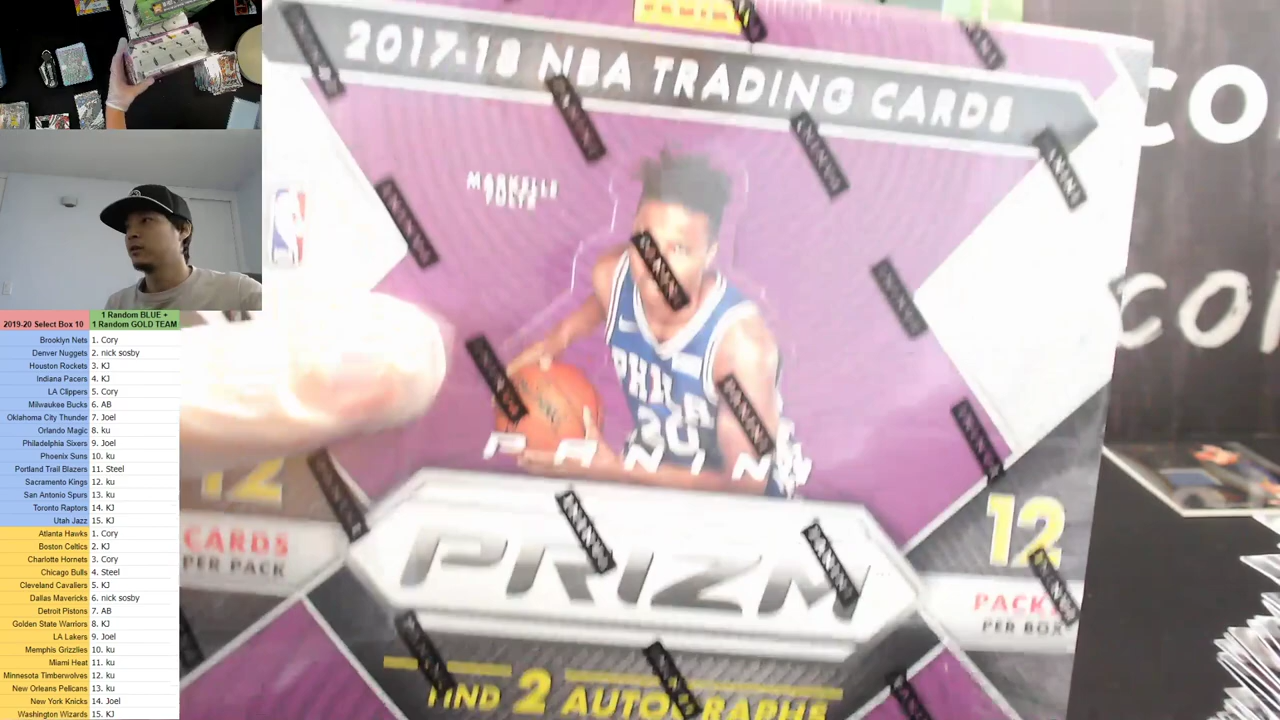 2017-18 NBA TRADING CARDS
MARKELLE
FULTZ
PHILA
20
PANINI
PRIZM
12
CARDS
PER PACK
12
PACKS
PER BOX
FIND 2 AUTOGRAPHS
CO
CO
2019-20 Select Box 10
1 Random BLUE +
1 Random GOLD TEAM
Brooklyn Nets 1. Cory
Denver Nuggets 2. nick sosby
Houston Rockets 3. KJ
Indiana Pacers 4. KJ
LA Clippers 5. Cory
Milwaukee Bucks 6. AB
Oklahoma City Thunder 7. Joel
Orlando Magic 8. ku
Philadelphia Sixers 9. Joel
Phoenix Suns 10. ku
Portland Trail Blazers 11. Steel
Sacramento Kings 12. ku
San Antonio Spurs 13. ku
Toronto Raptors 14. KJ
Utah Jazz 15. KJ
Atlanta Hawks 1. Cory
Boston Celtics 2. KJ
Charlotte Hornets 3. Cory
Chicago Bulls 4. Steel
Cleveland Cavaliers 5. KJ
Dallas Mavericks 6. nick sosby
Detroit Pistons 7. AB
Golden State Warriors 8. KJ
LA Lakers 9. Joel
Memphis Grizzlies 10. ku
Miami Heat 11. ku
Minnesota Timberwolves 12. ku
New Orleans Pelicans 13. ku
New York Knicks 14. Joel
Washington Wizards 15. KJ